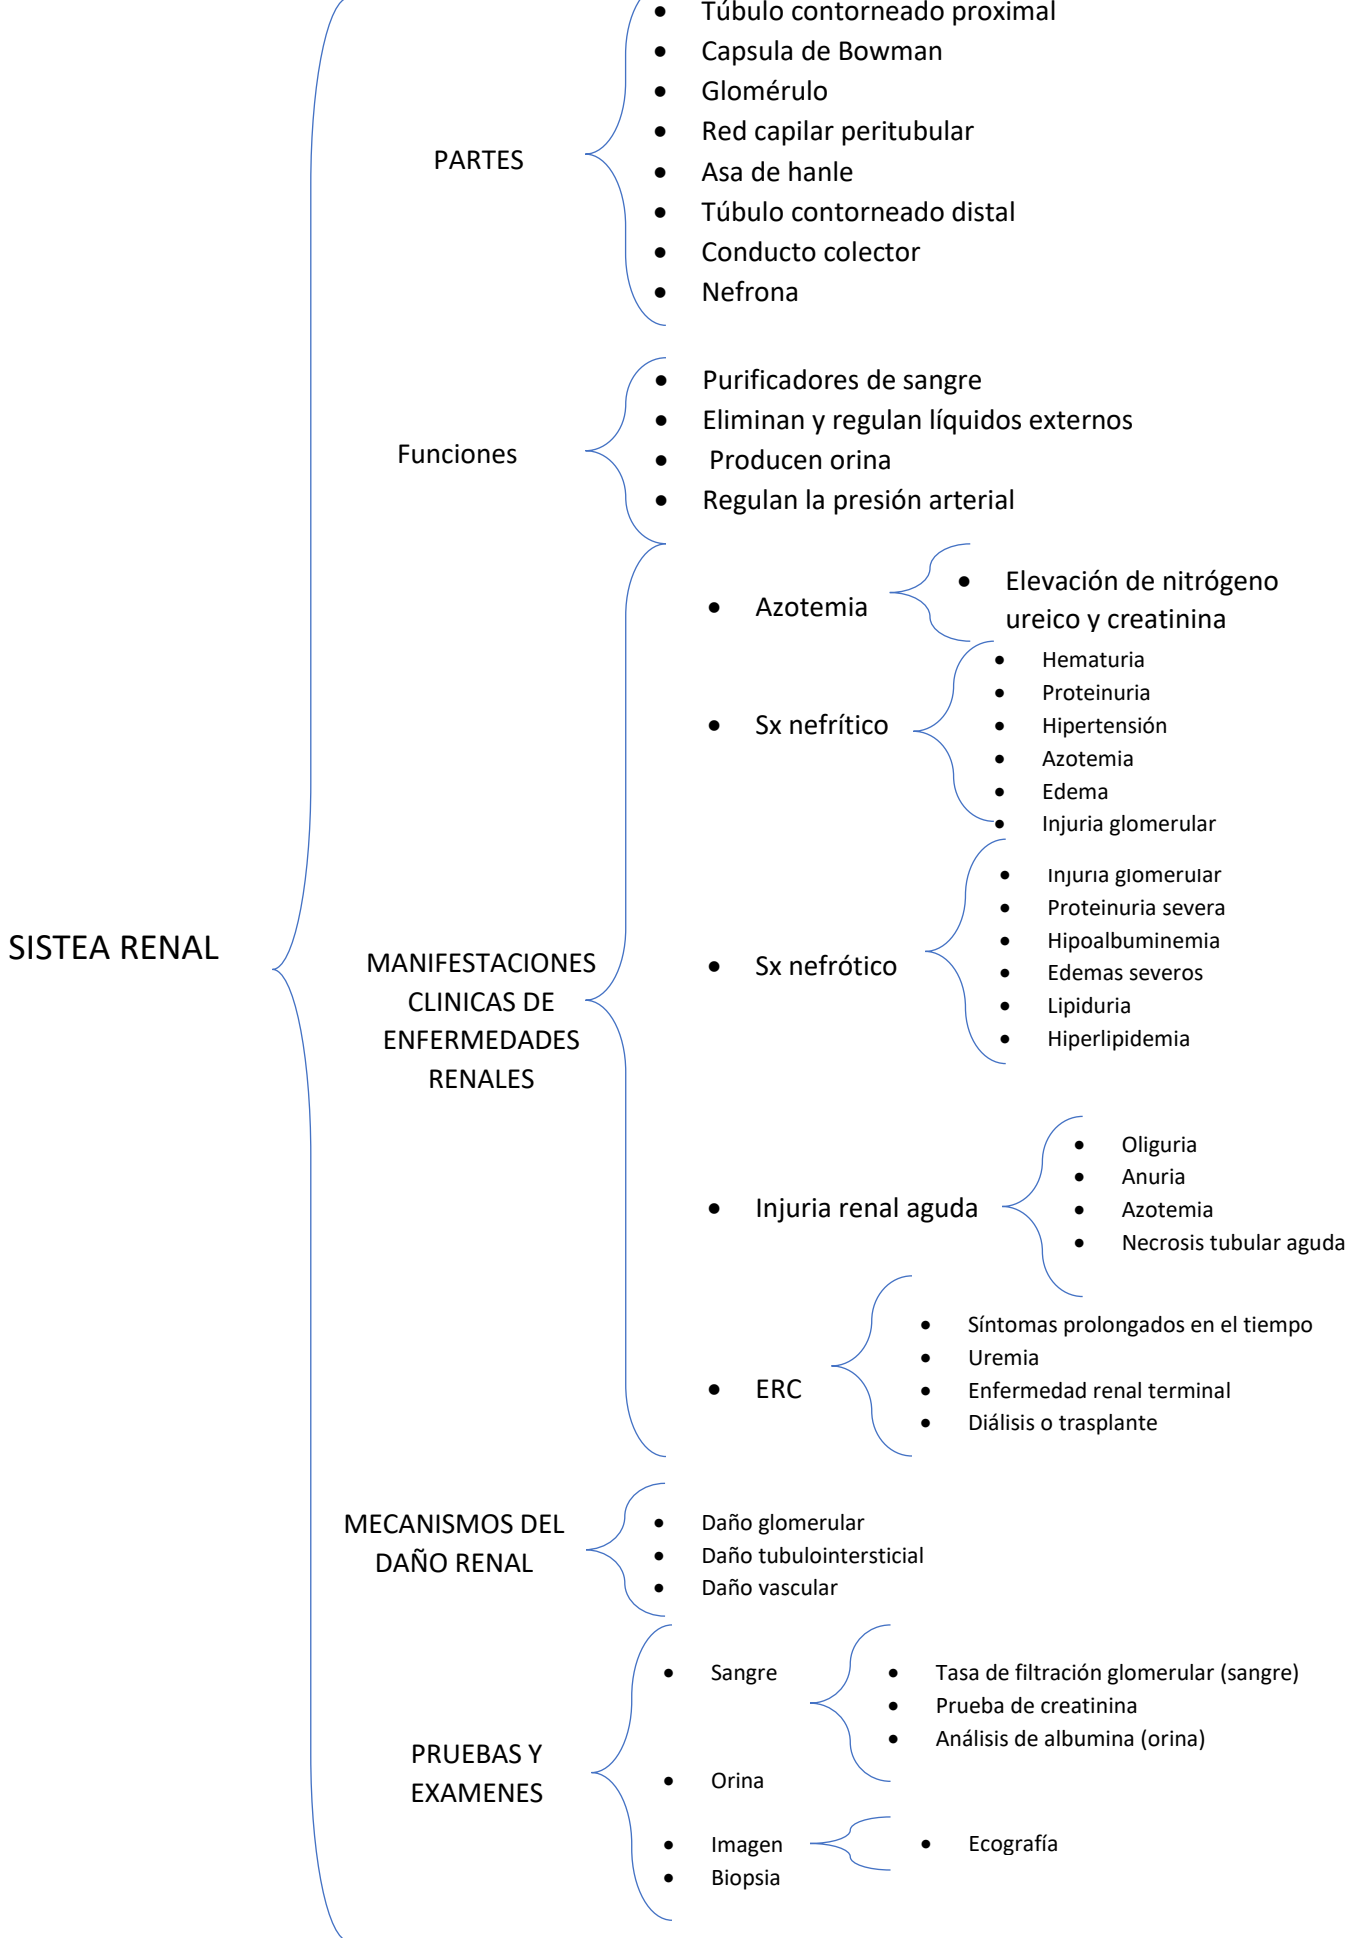 • Túbulo contorneado proximal
• Capsula de Bowman
• Glomérulo
• Red capilar peritubular
PARTES
• Asa de hanle
• Túbulo contorneado distal
• Conducto colector
• Nefrona
• Purificadores de sangre
• Eliminan y regulan líquidos externos
Funciones
• Producen orina
• Regulan la presión arterial
• Azotemia
• Elevación de nitrógeno
ureico y creatinina
• Sx nefrítico
• Hematuria
• Proteinuria
• Hipertensión
• Azotemia
• Edema
• Injuria glomerular
SISTEA RENAL
MANIFESTACIONES
CLINICAS DE
ENFERMEDADES
RENALES
• Sx nefrótico
• Injuria glomerular
• Proteinuria severa
• Hipoalbuminemia
• Edemas severos
• Lipiduria
• Hiperlipidemia
• Injuria renal aguda
• Oliguria
• Anuria
• Azotemia
• Necrosis tubular aguda
• ERC
• Síntomas prolongados en el tiempo
• Uremia
• Enfermedad renal terminal
• Diálisis o trasplante
MECANISMOS DEL
DAÑO RENAL
• Daño glomerular
• Daño tubulointersticial
• Daño vascular
PRUEBAS Y
EXAMENES
• Sangre
• Tasa de filtración glomerular (sangre)
• Prueba de creatinina
• Análisis de albumina (orina)
• Orina
• Imagen
• Ecografía
• Biopsia